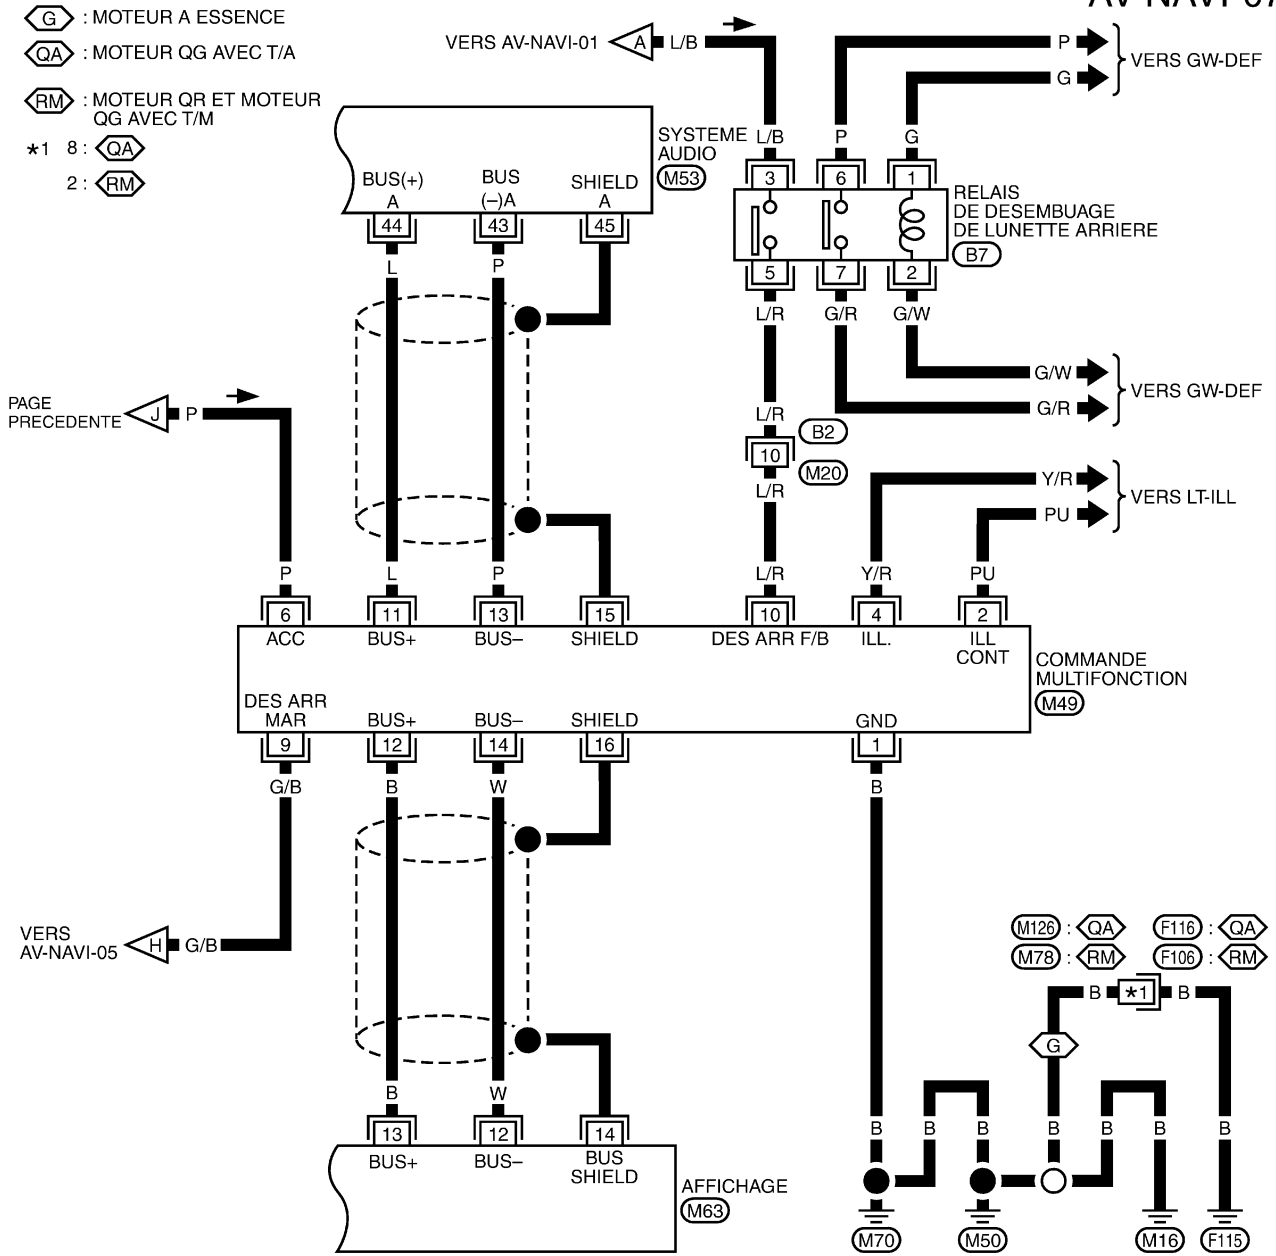 AV-NAVI-07
G : MOTEUR A ESSENCE
QA : MOTEUR QG AVEC T/A
RM : MOTEUR QR ET MOTEUR
QG AVEC T/M
*1 8 : QA
2 : RM
VERS AV-NAVI-01 A L/B
P
G
VERS GW-DEF
SYSTEME
AUDIO
M53
L/B P G
BUS(+)
A
BUS
(–)A
SHIELD
A
44 43 45
3 6 1
RELAIS
DE DESEMBUAGE
DE LUNETTE ARRIERE
B7
5 7 2
L P
L/R G/R G/W
G/W
G/R
VERS GW-DEF
PAGE
PRECEDENTE J P
L/R
B2
10
M20
L/R
Y/R
PU
VERS LT-ILL
P L P L/R Y/R PU
6 11 13 15 10 4 2
ACC BUS+ BUS– SHIELD DES ARR F/B ILL. ILL
CONT
COMMANDE
MULTIFONCTION
M49
DES ARR
MAR BUS+ BUS– SHIELD GND
9 12 14 16 1
G/B B W B
VERS
AV-NAVI-05 H G/B
M126 : QA F116 : QA
M78 : RM F106 : RM
B *1 B
G
B W
13 12 14
BUS+ BUS– BUS
SHIELD
AFFICHAGE
M63
B B B B B B B
M70 M50 M16 F115